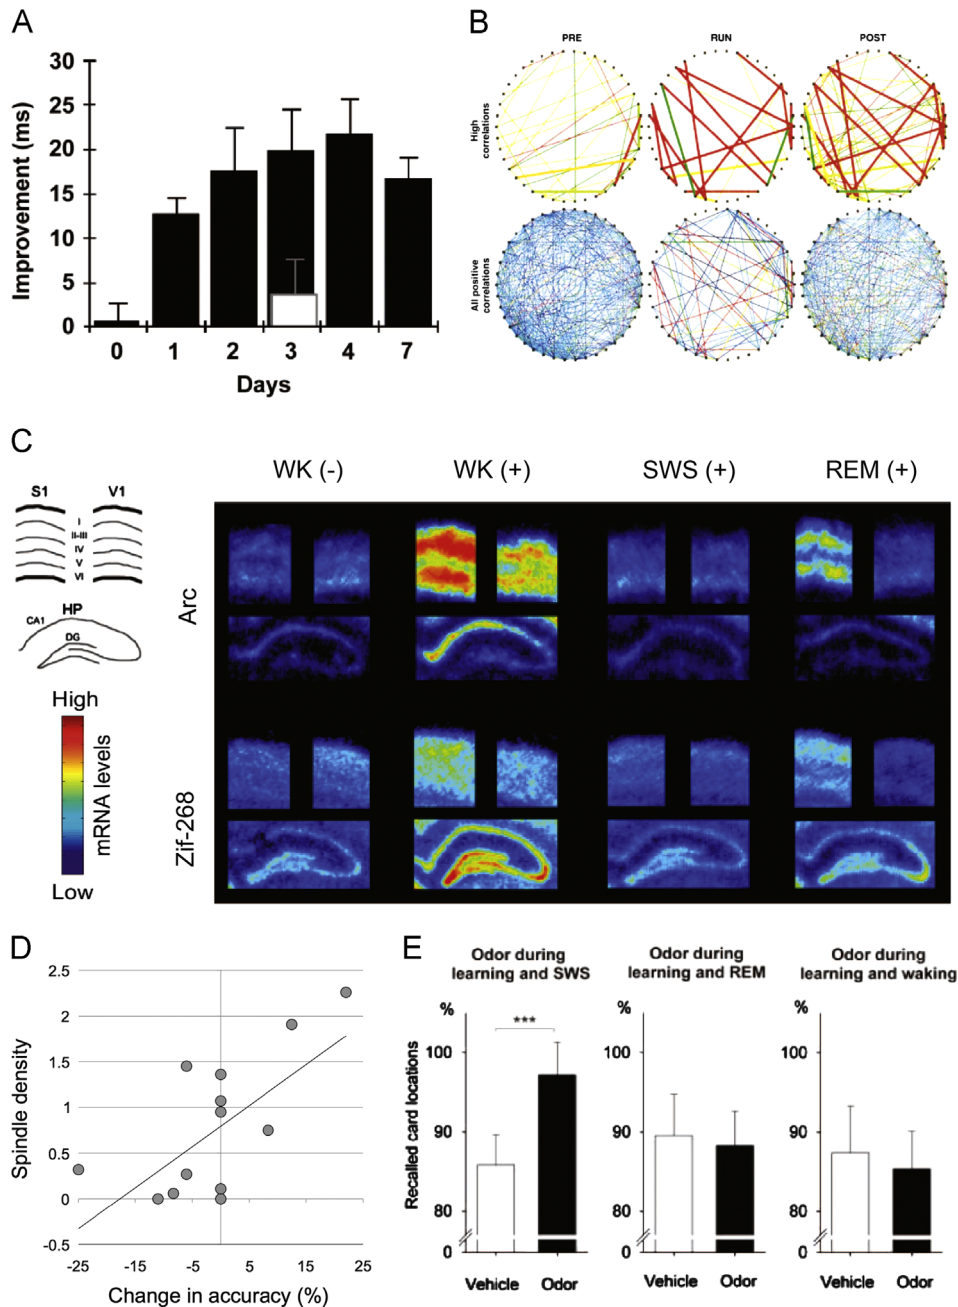 A
Improvement (ms)
30
25
20
15
10
5
0
0 1 2 3 4 7
Days
B
PRE RUN POST
High correlations
All positive correlations
C
WK (-) WK (+) SWS (+) REM (+)
S1 V1
I
II-III
IV
V
VI
HP
CA1
DG
High
mRNA levels
Low
Arc
Zif-268
D
Spindle density
2.5
2
1.5
1
0.5
0
-0.5
-25 -15 -5 5 15 25
Change in accuracy (%)
E
Odor during
learning and SWS
Odor during
learning and REM
Odor during
learning and waking
Recalled card locations
%
100
90
80
0
***
Vehicle Odor
%
100
90
80
0
Vehicle Odor
%
100
90
80
0
Vehicle Odor